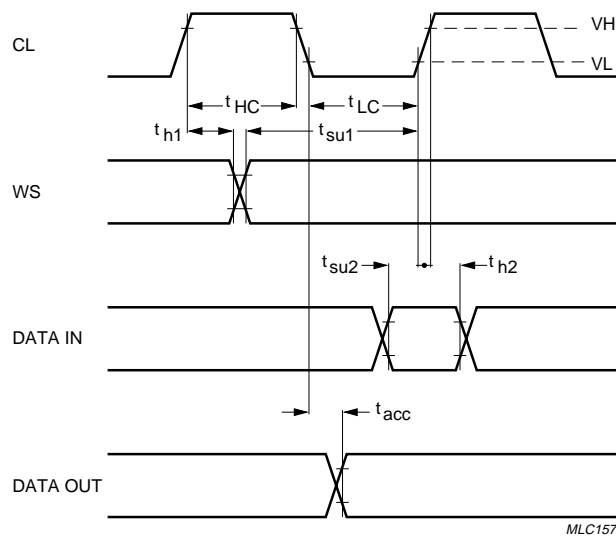 CL
VH
VL
t HC
t LC
t h1
t su1
WS
t su2
t h2
DATA IN
t acc
DATA OUT
MLC157